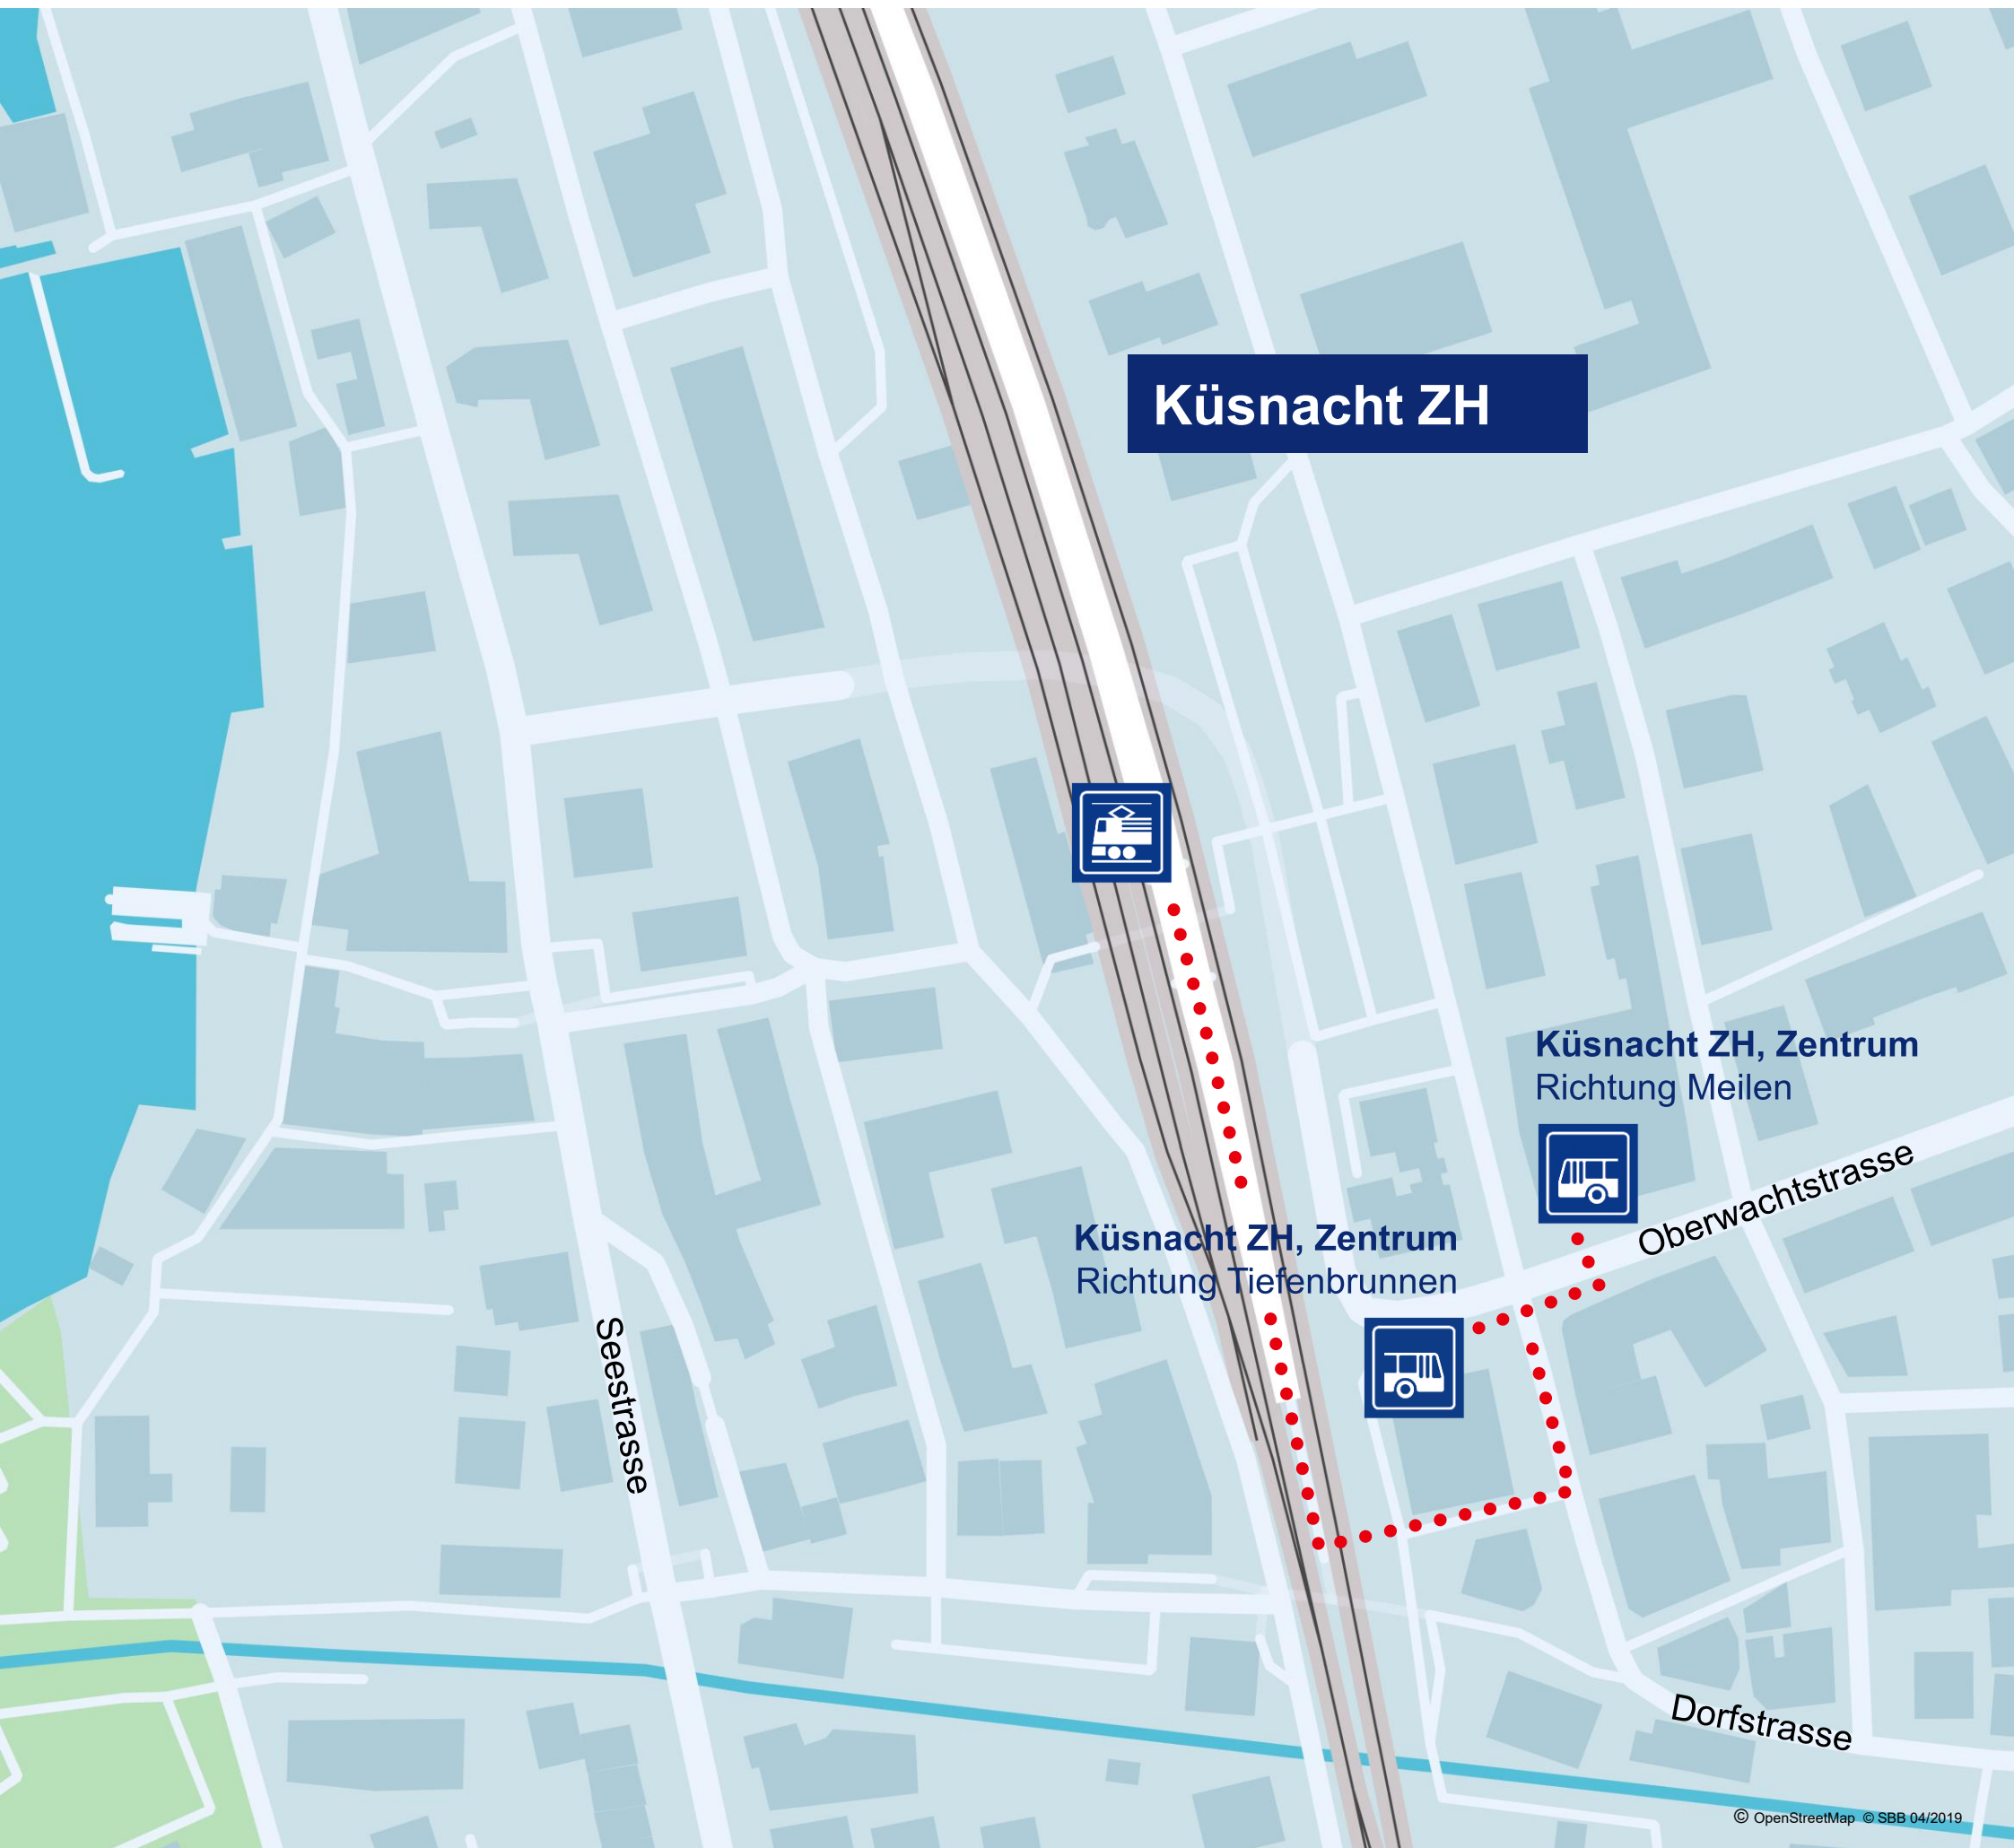 Küsnacht ZH
Küsnacht ZH, Zentrum
Richtung Meilen
Oberwachtstrasse
Küsnacht ZH, Zentrum
Richtung Tiefenbrunnen
Seestrasse
Dorfstrasse
© OpenStreetMap © SBB 04/2019